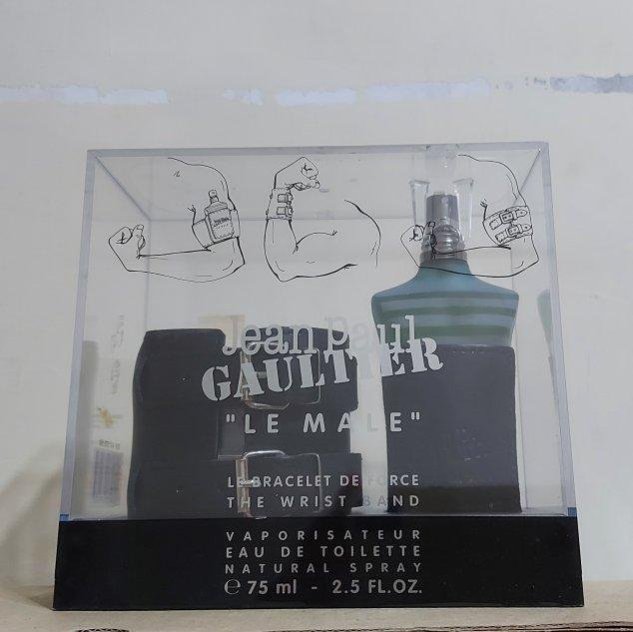 Jean Paul
GAULTIER
"LE MALE"
LE BRACELET DE FORCE
THE WRIST BAND
VAPORISATEUR
EAU DE TOILETTE
NATURAL SPRAY
℮ 75 ml - 2.5 FL.OZ.